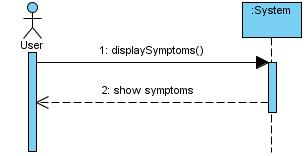 :System
User
1: displaySymptoms()
2: show symptoms